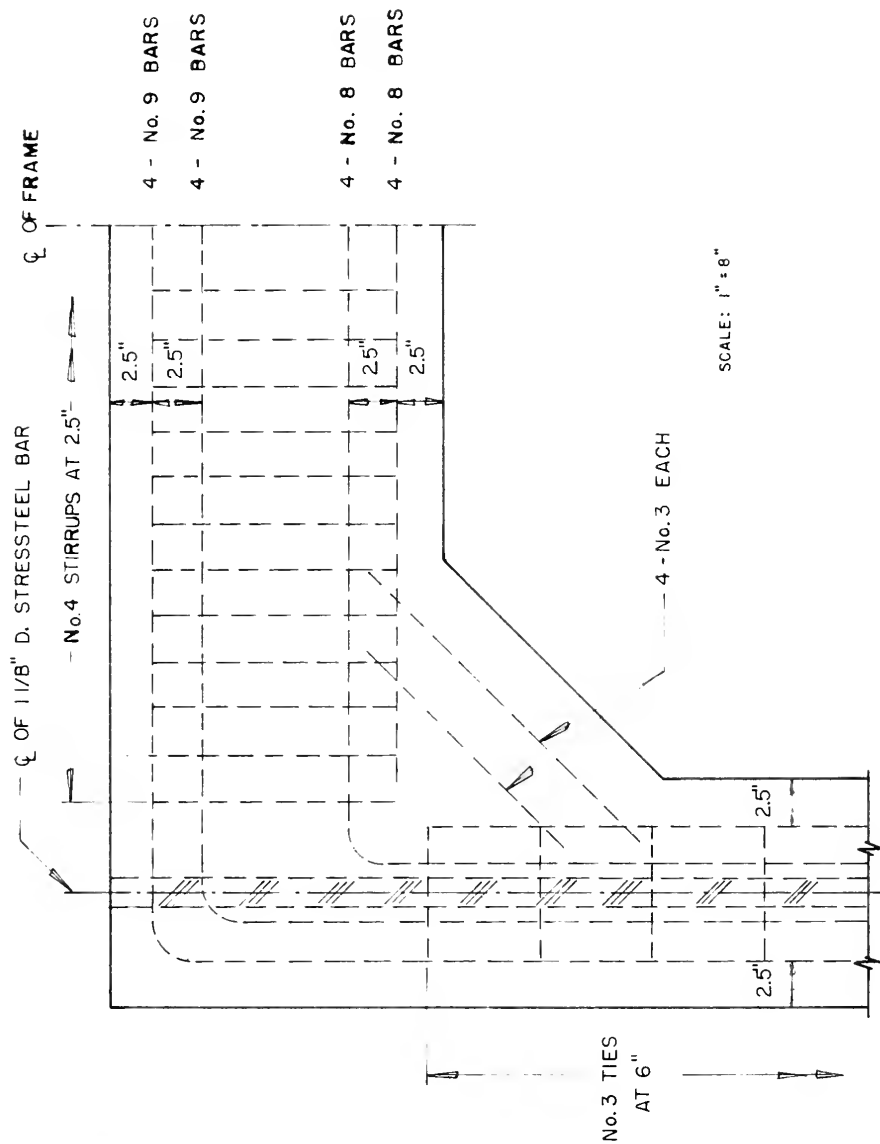 ℄ OF 1 1/8" D. STRESSTEEL BAR
No.4 STIRRUPS AT 2.5"
℄ OF FRAME
4 - No. 9 BARS
4 - No. 9 BARS
4 - No. 8 BARS
4 - No. 8 BARS
2.5"
2.5"
2.5"
2.5"
SCALE: 1" = 8"
4 - No. 3 EACH
2.5"
2.5"
No. 3 TIES
AT 6"